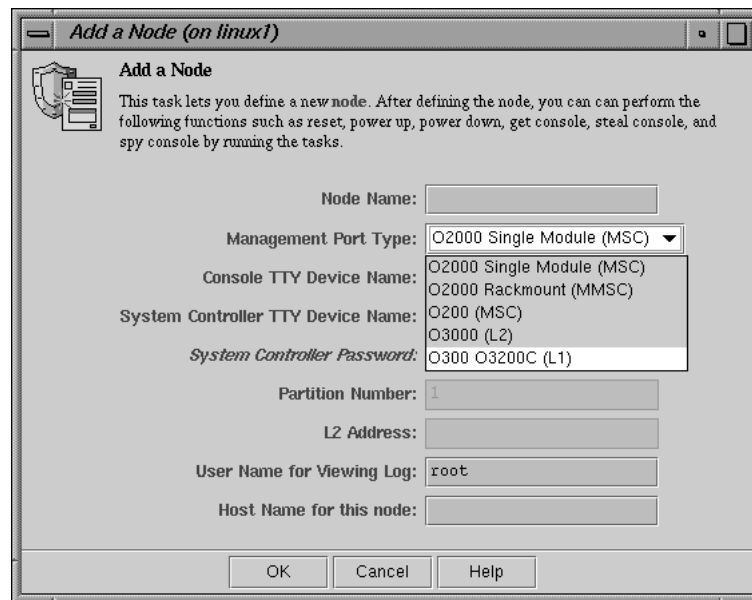 Add a Node (on linux1)
Add a Node
This task lets you define a new node. After defining the node, you can can perform the
following functions such as reset, power up, power down, get console, steal console, and
spy console by running the tasks.
Node Name:
Management Port Type: O2000 Single Module (MSC)
O2000 Single Module (MSC)
Console TTY Device Name:
O2000 Rackmount (MMSC)
O200 (MSC)
System Controller TTY Device Name:
O3000 (L2)
System Controller Password:
O300 O3200C (L1)
Partition Number: 1
L2 Address:
User Name for Viewing Log: root
Host Name for this node:
OK Cancel Help